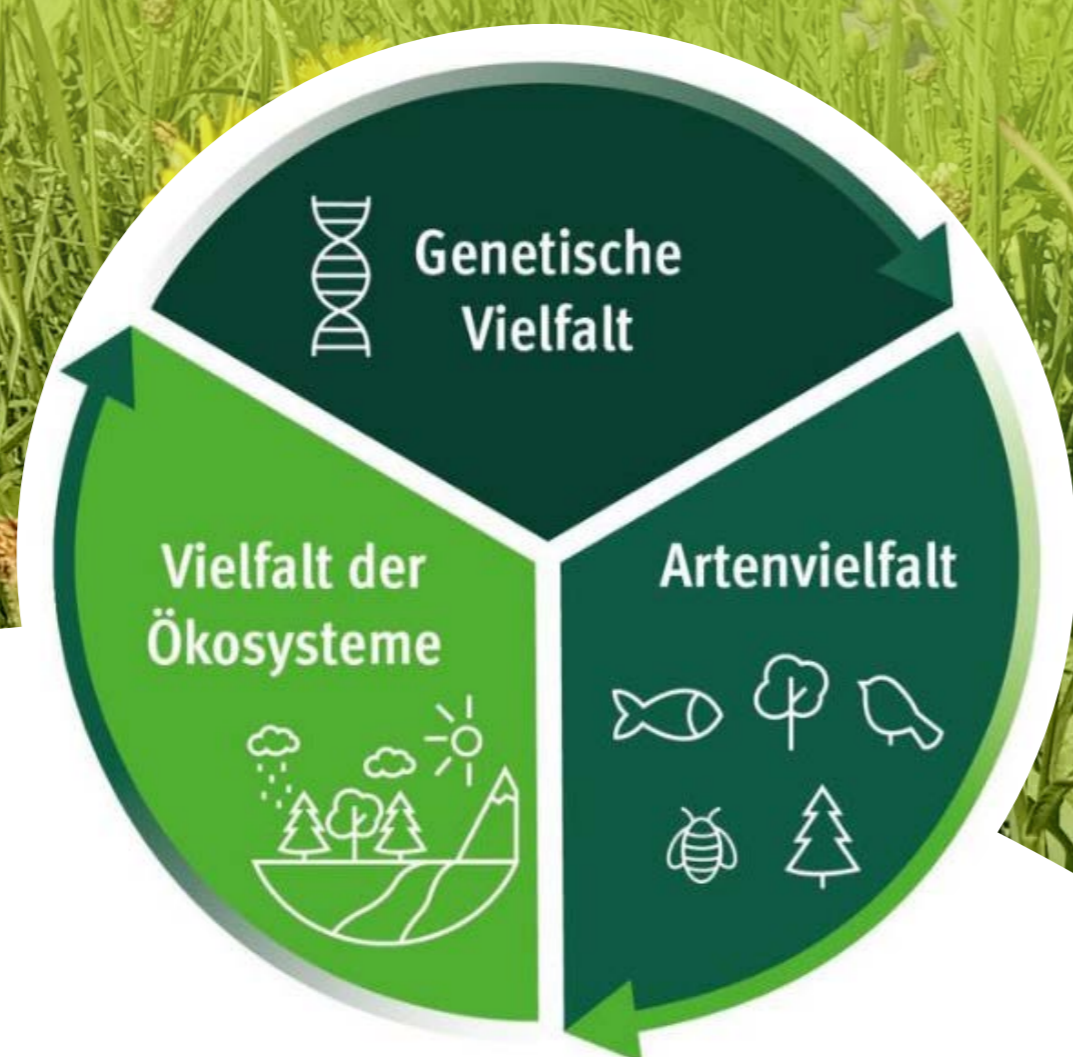 Genetische
Vielfalt
Artenvielfalt
Vielfalt der
Ökosysteme